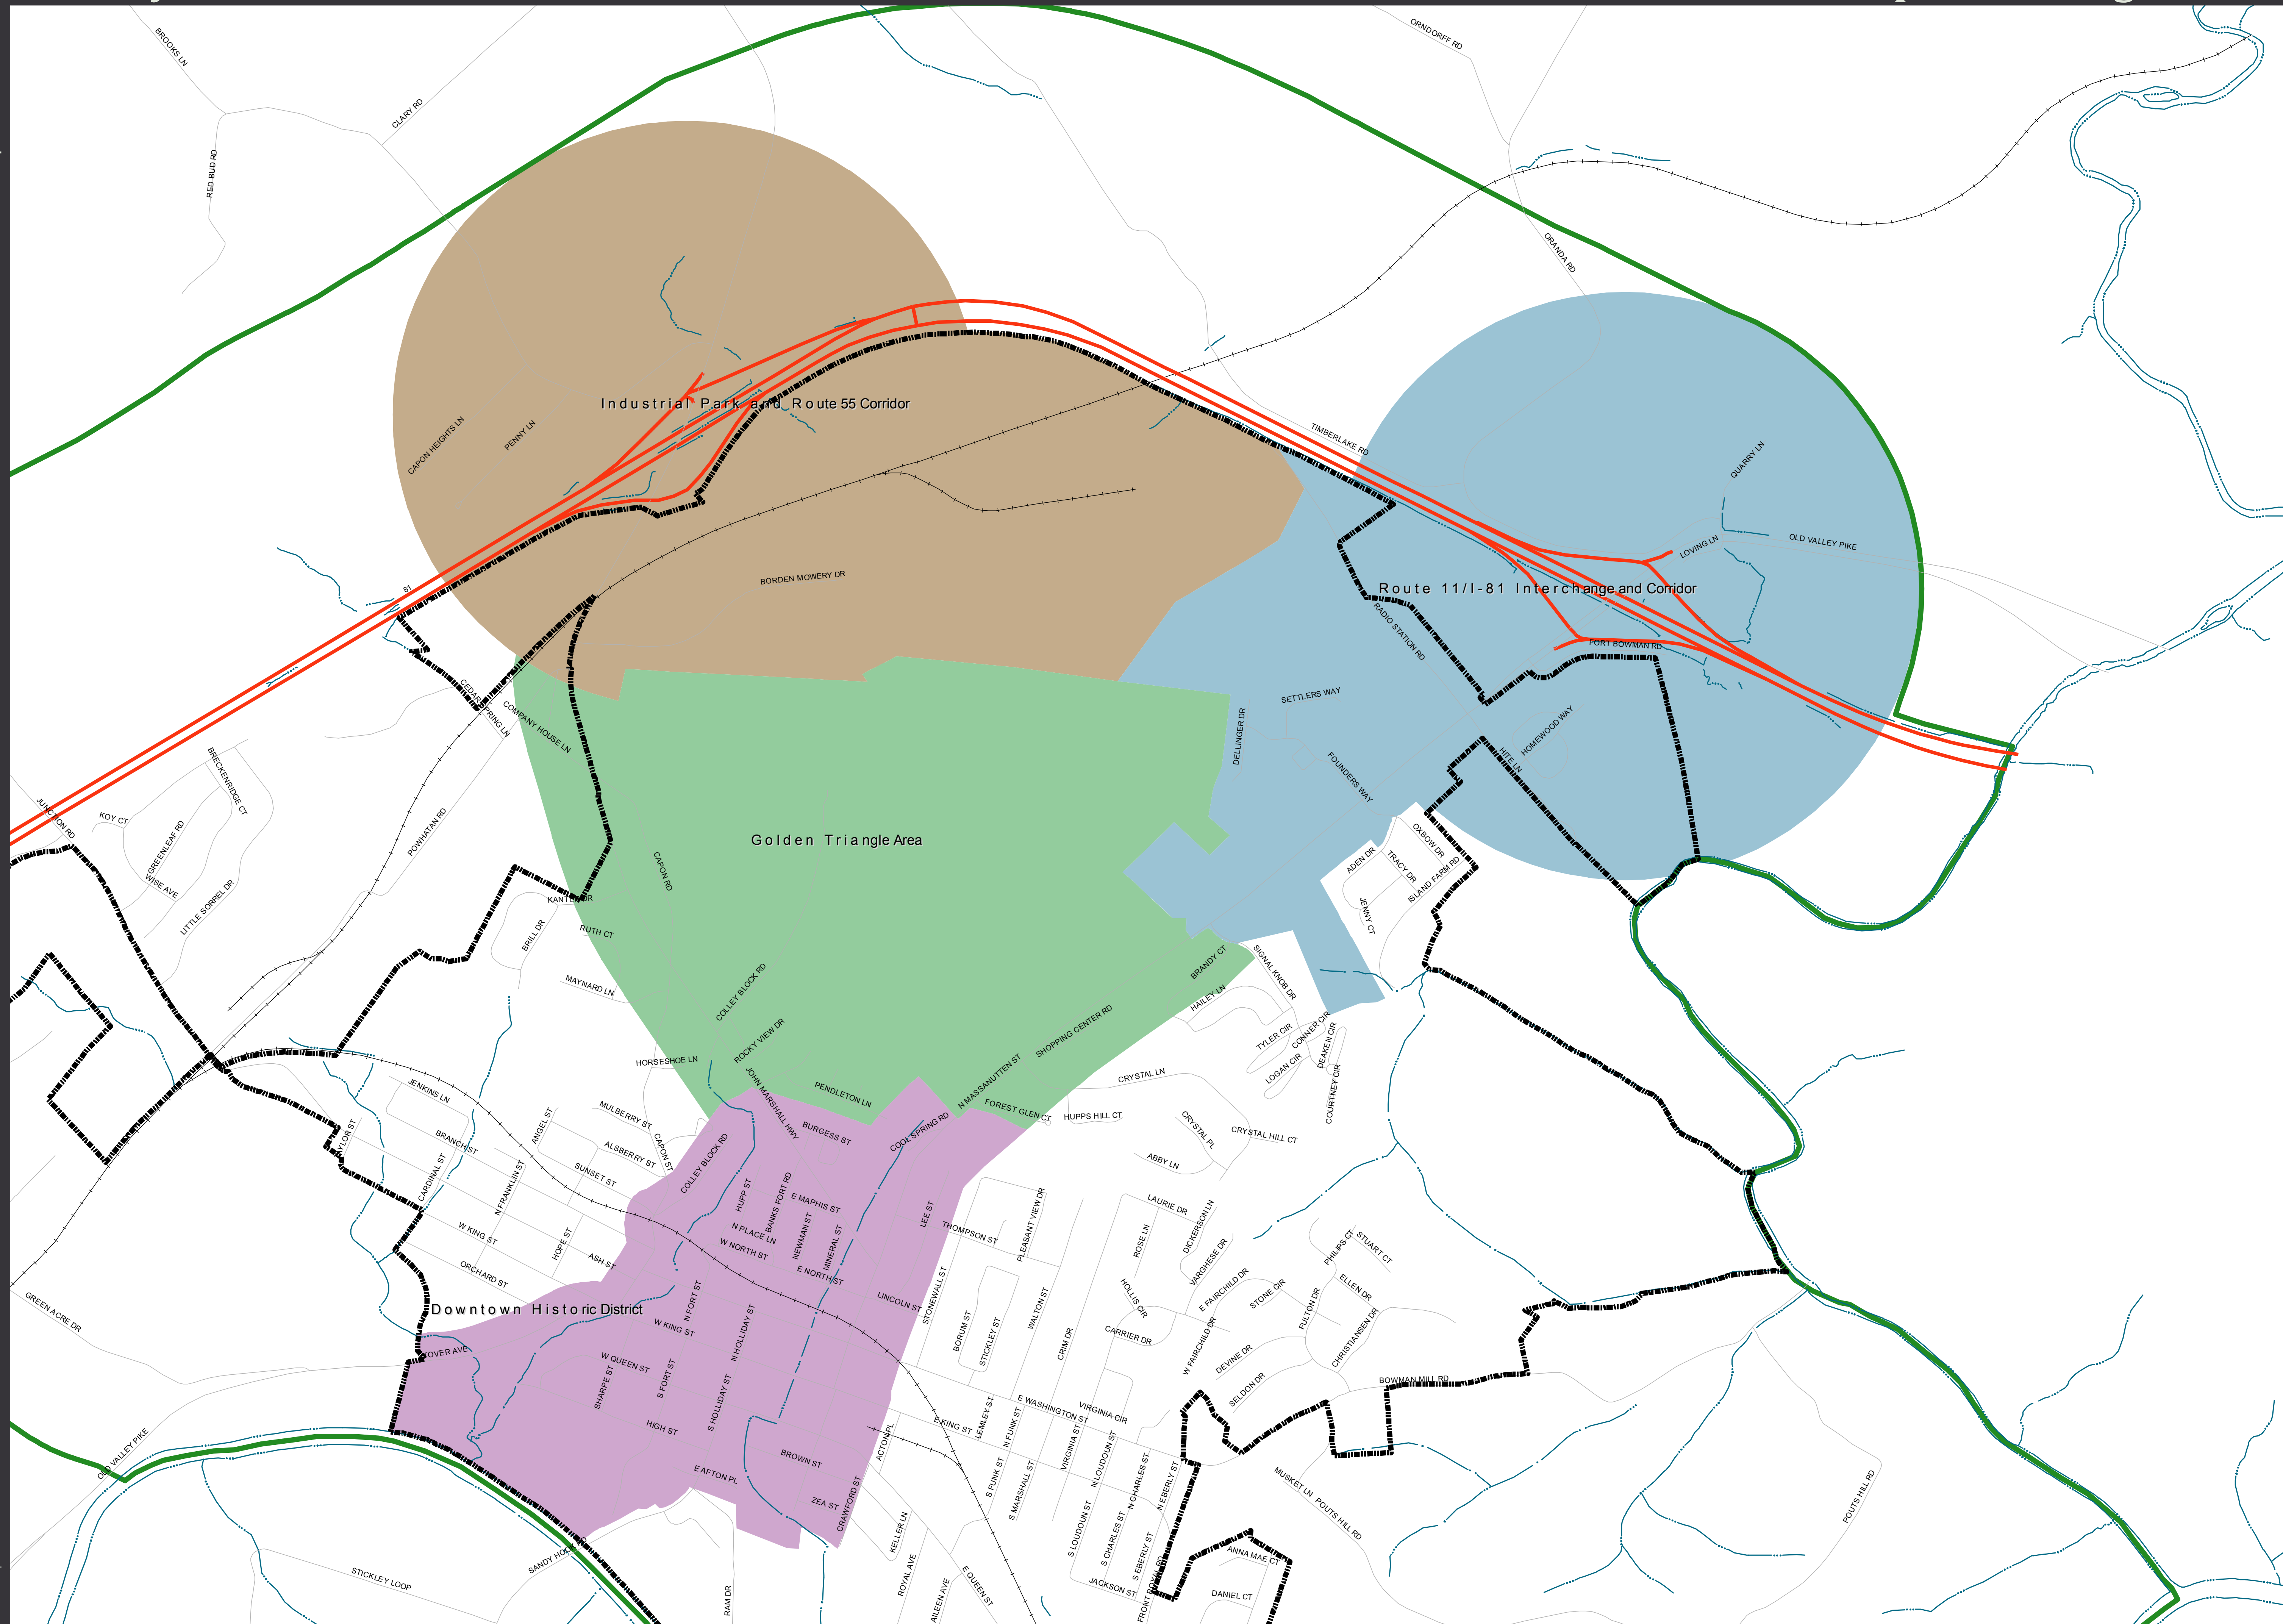 BROOKS LN
ORNDORFF RD
CLARY RD
RED BUD RD
ORANDA RD
Industrial Park and Route 55 Corridor
CAPON HEIGHTS LN
PENNY LN
TIMBERLAKE RD
QUARRY LN
OLD VALLEY PIKE
LOVING LN
81
BORDEN MOWERY DR
Route 11/I-81 Interchange and Corridor
RADIO STATION RD
FORT BOWMAN RD
CEDAR SPRING LN
COMPANY HOUSE LN
SETTLERS WAY
DELLINGER DR
HOMEWOOD WAY
HITE LN
FOUNDERS WAY
BRECKENRIDGE CT
JUNCTION RD
KOY CT
GREENLEAF RD
WISE AVE
LITTLE SORREL DR
POWHATAN RD
Golden Triangle Area
CAPON RD
OXBOW DR
ADEN DR
TRACY DR
ISLAND FARM RD
JENNY CT
KANTER DR
BRILL DR
RUTH CT
MAYNARD LN
COLLEY BLOCK RD
BRANDY CT
SIGNAL KNOB DR
HAILEY LN
ROCKY VIEW DR
SHOPPING CENTER RD
TYLER CIR
CONNER CIR
DEAKEN CIR
LOGAN CIR
COURTNEY CIR
HORSESHOE LN
JOHN MARSHALL HWY
PENDLETON LN
N MASSANUTTEN ST
FOREST GLEN CT
CRYSTAL LN
HUPPS HILL CT
CRYSTAL PL
CRYSTAL HILL CT
ABBY LN
JENKINS LN
MULBERRY ST
ANGEL ST
ALSBERRY ST
CAPON ST
BURGESS ST
COOL SPRING RD
BRANCH ST
CARDINAL ST
N FRANKLIN ST
SUNSET ST
COLLEY BLOCK RD
HUPP ST
BANKS FORT RD
E MAPHIS ST
N PLACE LN
W NORTH ST
NEWMAN ST
MINERAL ST
E NORTH ST
LEE ST
THOMPSON ST
PLEASANT VIEW DR
LAURIE DR
ROSE LN
DICKERSON LN
VARGHESE DR
PHILIPS CT
STUART CT
W KING ST
HOPE ST
ASH ST
ORCHARD ST
LINCOLN ST
STONEWALL ST
WALTON ST
HOLLIS CIR
E FAIRCHILD DR
STONE CIR
ELLEN DR
FULTON DR
CHRISTIANSEN DR
GREEN ACRE DR
Downtown Historic District
N FORT ST
W KING ST
N HOLLIDAY ST
BORUM ST
STICKLEY ST
CRIM DR
CARRIER DR
W FAIRCHILD DR
DEVINE DR
SELDON DR
BOWMAN MILL RD
W QUEEN ST
SHARPE ST
S FORT ST
S HOLLIDAY ST
HIGH ST
E AFTON PL
BROWN ST
ZEA ST
CRAWFORD ST
ACTON PL
E KING ST
LEMLEY ST
N FUNK ST
E WASHINGTON ST
VIRGINIA CIR
VIRGINIA ST
N LOUDOUN ST
S FUNK ST
S MARSHALL ST
N CHARLES ST
N EBERLY ST
OLD VALLEY PIKE
MUSKET LN
POUTS HILL RD
POUTS HILL RD
SANDY HOOK
STICKLEY LOOP
RAM DR
KELLER LN
ROYAL AVE
AILEEN AVE
E QUEEN ST
S LOUDOUN ST
S CHARLES ST
S EBERLY ST
JACKSON ST
ANNA MAE CT
DANIEL CT